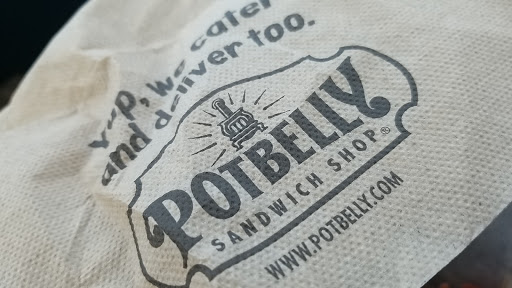 Yup, we cater
and deliver too.
POTBELLY
SANDWICH SHOP®
WWW.POTBELLY.COM